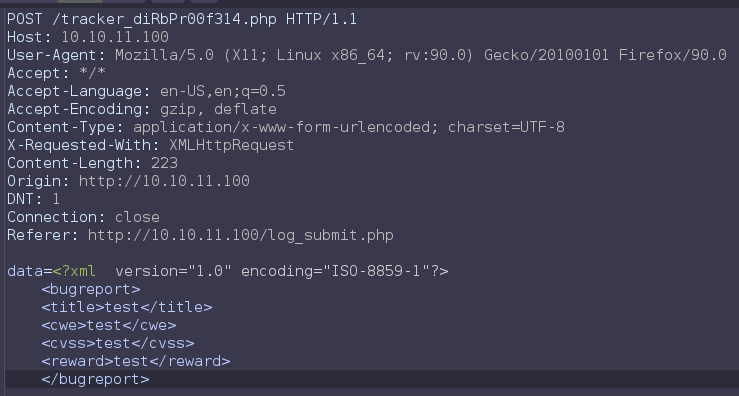 POST /tracker_diRbPr00f314.php HTTP/1.1
Host: 10.10.11.100
User-Agent: Mozilla/5.0 (X11; Linux x86_64; rv:90.0) Gecko/20100101 Firefox/90.0
Accept: */*
Accept-Language: en-US,en;q=0.5
Accept-Encoding: gzip, deflate
Content-Type: application/x-www-form-urlencoded; charset=UTF-8
X-Requested-With: XMLHttpRequest
Content-Length: 223
Origin: http://10.10.11.100
DNT: 1
Connection: close
Referer: http://10.10.11.100/log_submit.php

data=<?xml  version="1.0" encoding="ISO-8859-1"?>
    <bugreport>
    <title>test</title>
    <cwe>test</cwe>
    <cvss>test</cvss>
    <reward>test</reward>
    </bugreport>